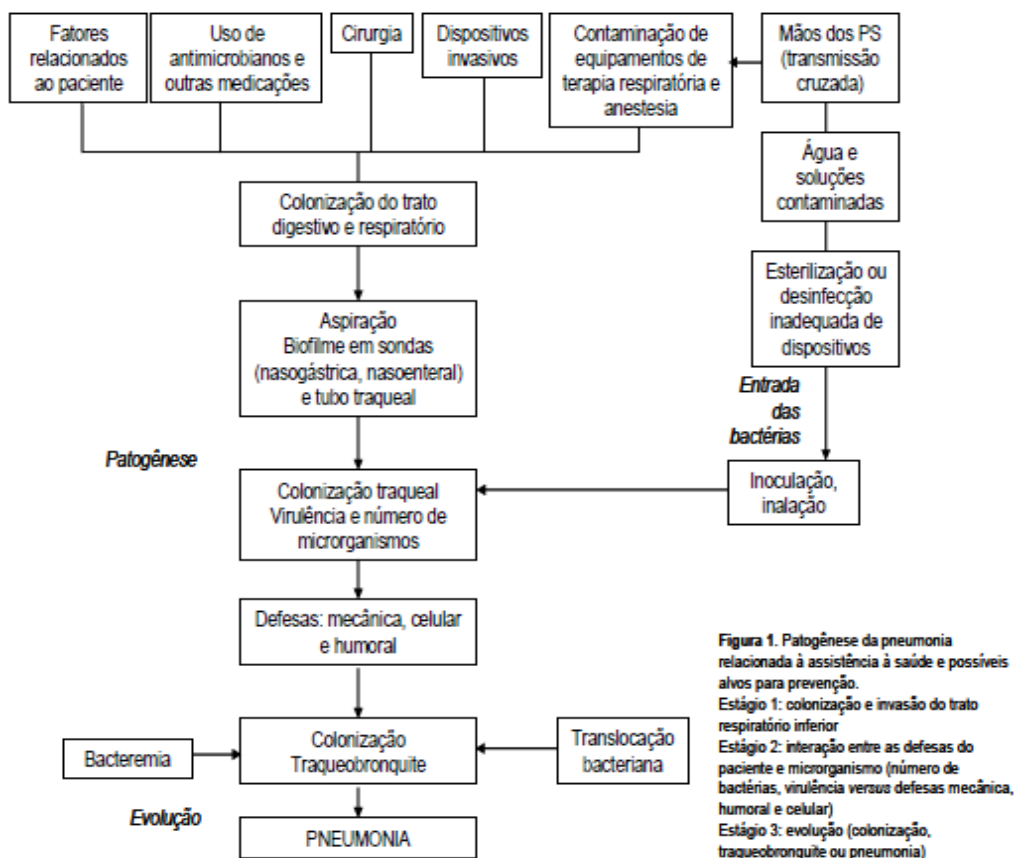 Fatores
relacionados
ao paciente
Uso de
antimicrobianos e
outras medicações
Cirurgia
Dispositivos
invasivos
Contaminação de
equipamentos de
terapia respiratória e
anestesia
Mãos dos PS
(transmissão
cruzada)
Água e
soluções
contaminadas
Colonização do trato
digestivo e respiratório
Esterilização ou
desinfecção
inadequada de
dispositivos
Aspiração
Biofilme em sondas
(nasogástrica, nasoenteral)
e tubo traqueal
Entrada
das
bactérias
Patogênese
Colonização traqueal
Virulência e número de
microrganismos
Inoculação,
inalação
Defesas: mecânica, celular
e humoral
Bacteremia
Colonização
Traqueobronquite
Translocação
bacteriana
Evolução
PNEUMONIA
Figura 1. Patogênese da pneumonia
relacionada à assistência à saúde e possíveis
alvos para prevenção.
Estágio 1: colonização e invasão do trato
respiratório inferior
Estágio 2: interação entre as defesas do
paciente e microrganismo (número de
bactérias, virulência versus defesas mecânica,
humoral e celular)
Estágio 3: evolução (colonização,
traqueobronquite ou pneumonia)